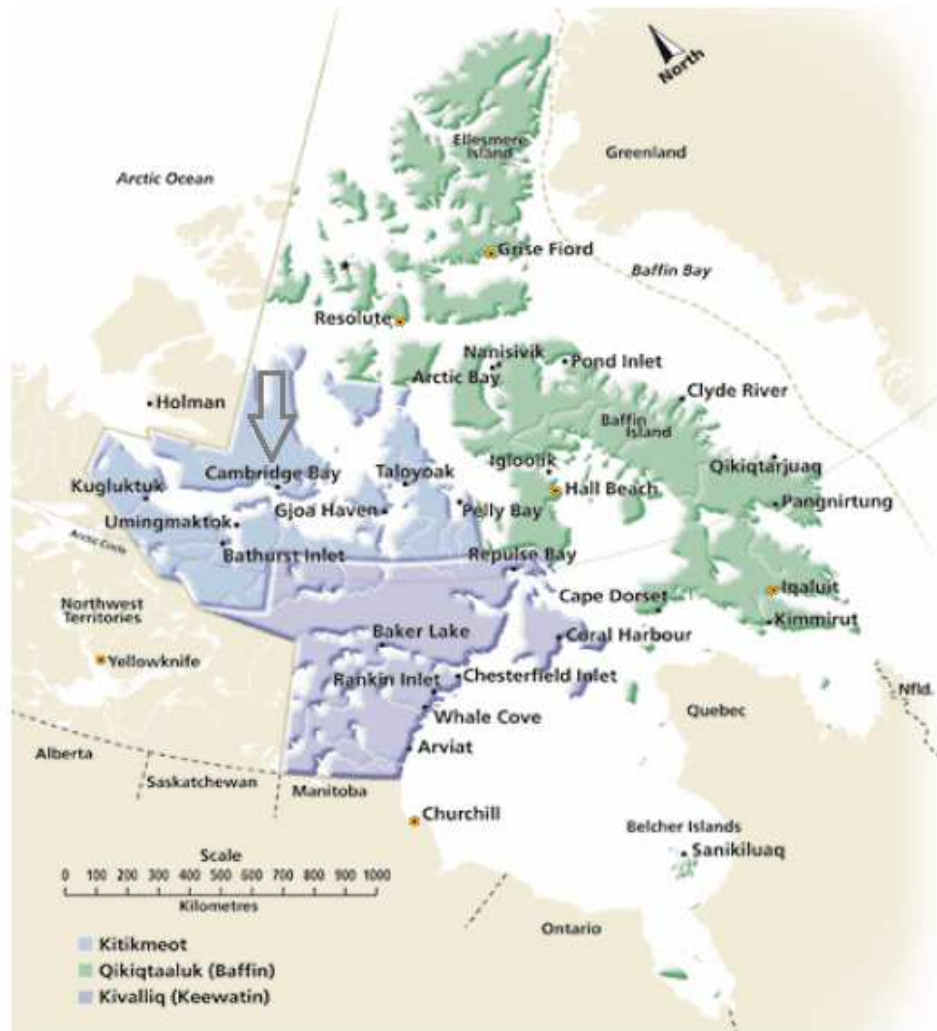 North
Ellesmere
Island
Greenland
Arctic Ocean
Grise Fiord
Baffin Bay
Resolute
Nanisivik
Pond Inlet
Arctic Bay
Clyde River
Holman
Baffin
Island
Igloolik
Qikiqtarjuaq
Cambridge Bay
Taloyoak
Kugluktuk
Hall Beach
Pangnirtung
Gjoa Haven
Pelly Bay
Umingmaktok
Arctic Circle
Bathurst Inlet
Repulse Bay
Iqaluit
Cape Dorset
Northwest
Territories
Kimmirut
Baker Lake
Coral Harbour
Yellowknife
Rankin Inlet
Chesterfield Inlet
Nfld.
Whale Cove
Quebec
Arviat
Alberta
Saskatchewan
Manitoba
Churchill
Belcher Islands
Sanikiluaq
Scale
0 100 200 300 400 500 600 700 800 900 1000
Kilometres
Ontario
Kitikmeot
Qikiqtaaluk (Baffin)
Kivalliq (Keewatin)